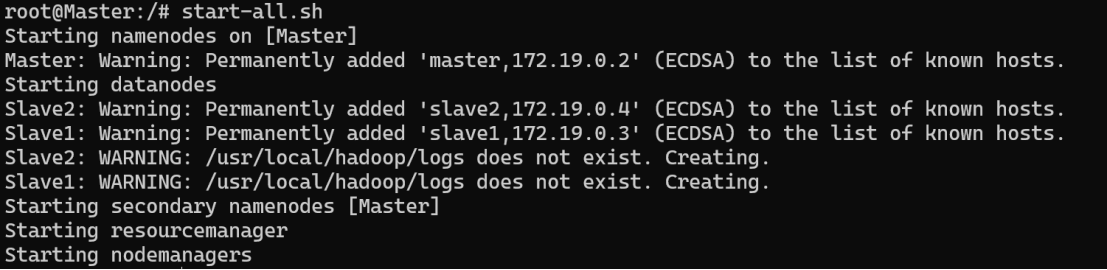 root@Master:/# start-all.sh
Starting namenodes on [Master]
Master: Warning: Permanently added 'master,172.19.0.2' (ECDSA) to the list of known hosts.
Starting datanodes
Slave2: Warning: Permanently added 'slave2,172.19.0.4' (ECDSA) to the list of known hosts.
Slave1: Warning: Permanently added 'slave1,172.19.0.3' (ECDSA) to the list of known hosts.
Slave2: WARNING: /usr/local/hadoop/logs does not exist. Creating.
Slave1: WARNING: /usr/local/hadoop/logs does not exist. Creating.
Starting secondary namenodes [Master]
Starting resourcemanager
Starting nodemanagers